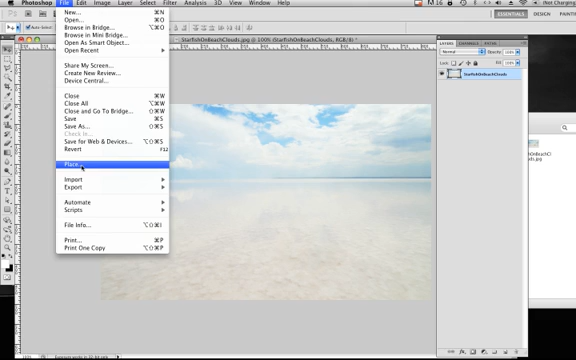 Photoshop File Edit Image Layer Select Filter Analysis 3D View Window Help
Auto-Select:
ESSENTIALS DESIGN PAINT
StarfishOnBeachClouds.jpg @ 100% (StarfishOnBeachClouds, RGB/8) *
New... ⌘N
Open... ⌘O
Browse in Bridge... ⌥⌘O
Browse in Mini Bridge...
Open As Smart Object...
Open Recent
Share My Screen...
Create New Review...
Device Central...
Close ⌘W
Close All ⌥⌘W
Close and Go To Bridge... ⇧⌘W
Save ⌘S
Save As... ⇧⌘S
Check In...
Save for Web & Devices... ⌥⇧⌘S
Revert F12
Place...
Import
Export
Automate
Scripts
File Info... ⌥⇧⌘I
Print... ⌘P
Print One Copy ⌥⇧⌘P
LAYERS CHANNELS PATHS
Normal Opacity: 100%
Lock: Fill: 100%
StarfishOnBeachClouds